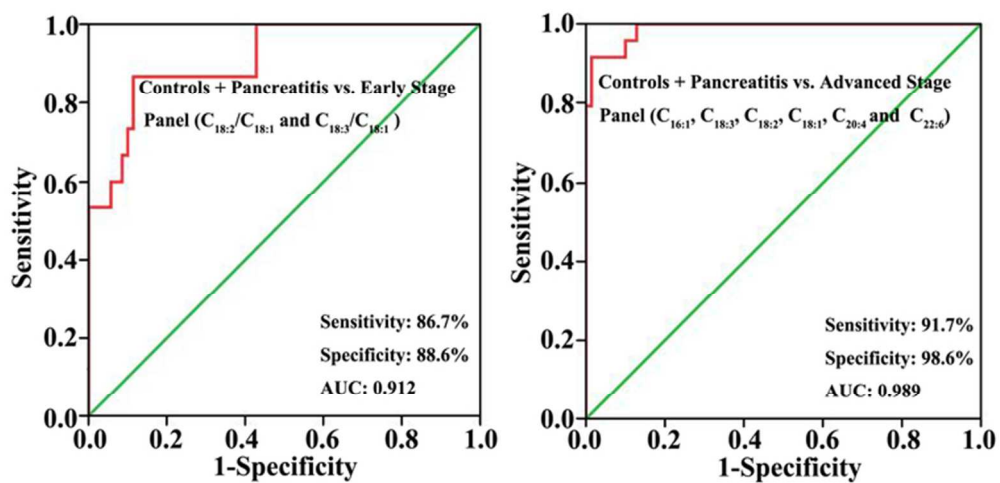 1.0
0.8
0.6
0.4
0.2
0.0
Sensitivity
Controls + Pancreatitis vs. Early Stage
Panel (C18:2/C18:1 and C18:3/C18:1 )
Sensitivity: 86.7%
Specificity: 88.6%
AUC: 0.912
0.0 0.2 0.4 0.6 0.8 1.0
1-Specificity
1.0
0.8
0.6
0.4
0.2
0.0
Sensitivity
Controls + Pancreatitis vs. Advanced Stage
Panel (C16:1, C18:3, C18:2, C18:1, C20:4 and C22:6)
Sensitivity: 91.7%
Specificity: 98.6%
AUC: 0.989
0.0 0.2 0.4 0.6 0.8 1.0
1-Specificity